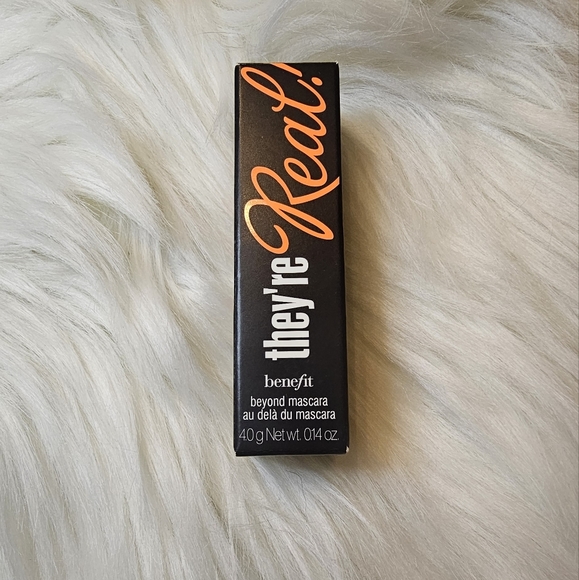 they're
Real!
benefit
beyond mascara
au delà du mascara
4.0 g Net wt. 0.14 oz.